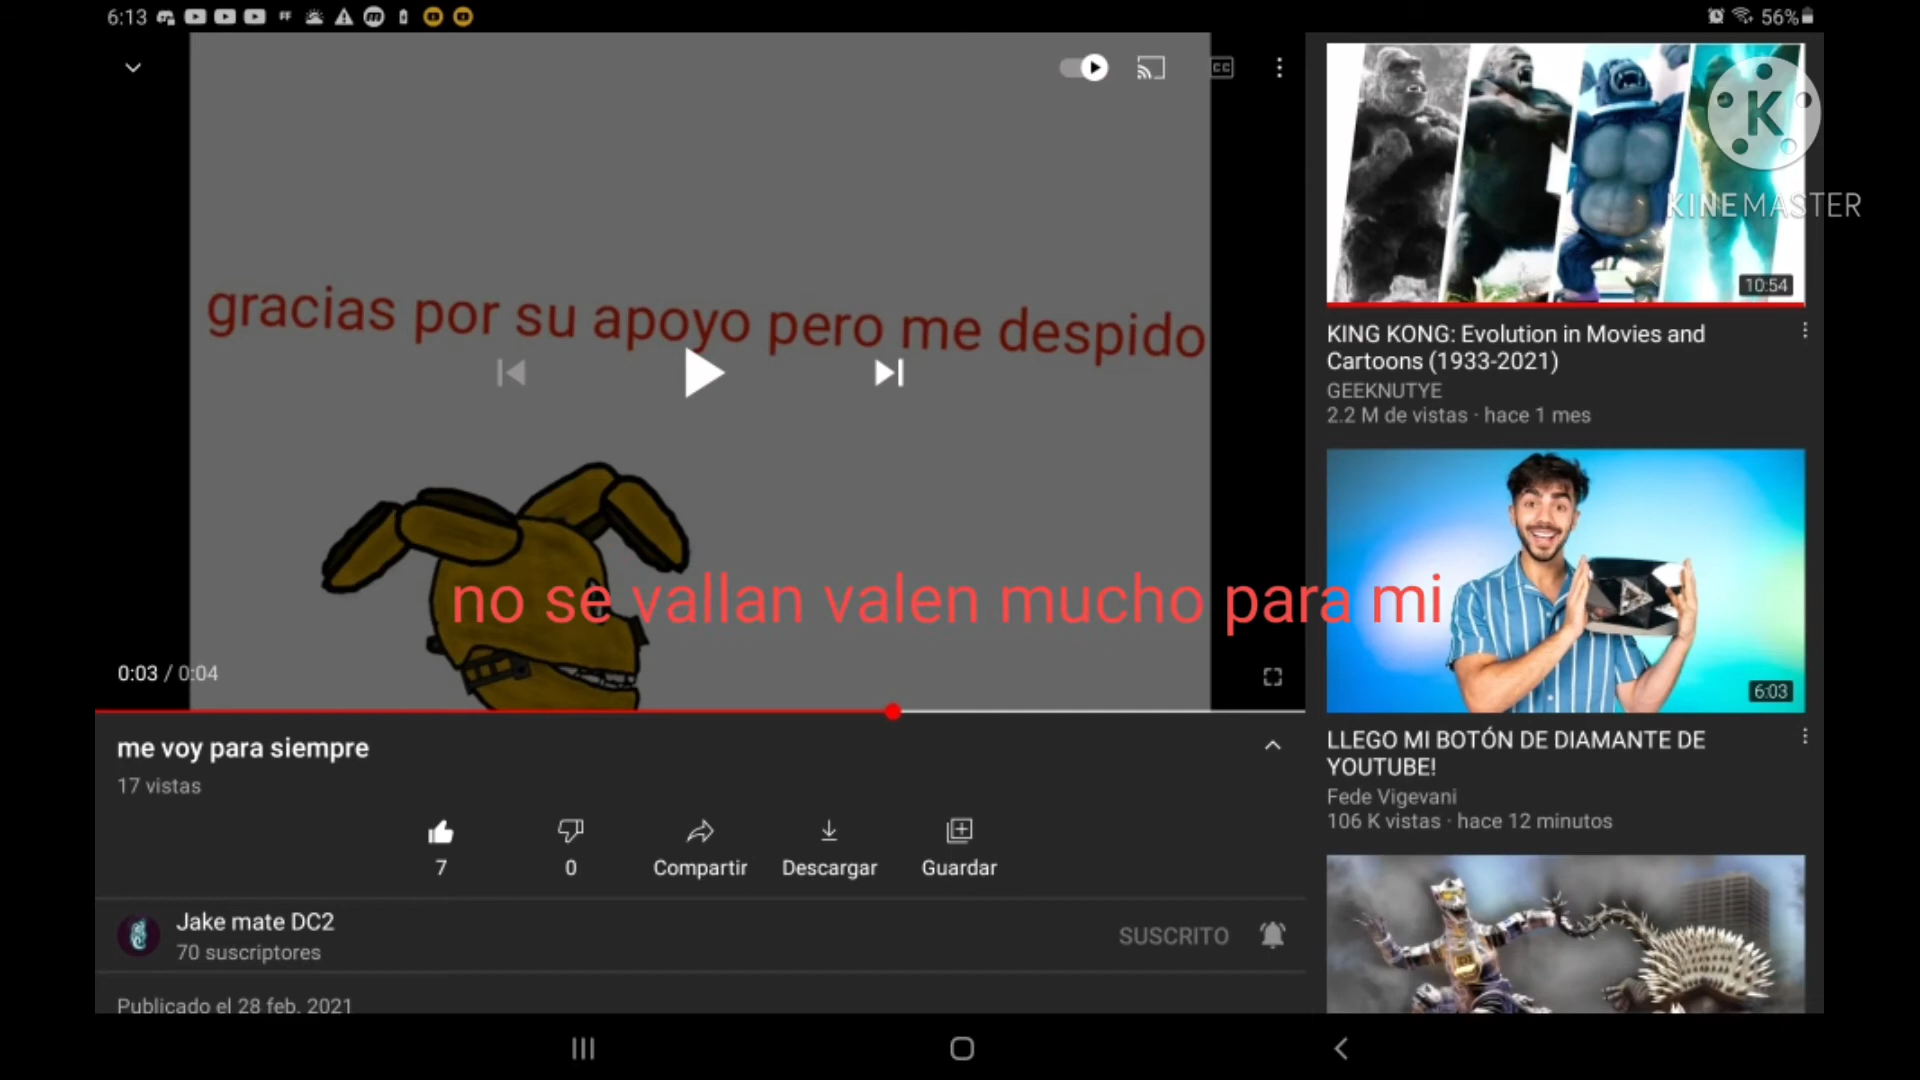 6:13
56%
gracias por su apoyo pero me despido
no se vallan valen mucho para mi
0:03 / 0:04
me voy para siempre
17 vistas
7
0
Compartir
Descargar
Guardar
Jake mate DC2
70 suscriptores
SUSCRITO
Publicado el 28 feb. 2021
CC
K
KINEMASTER
10:54
KING KONG: Evolution in Movies and
Cartoons (1933-2021)
GEEKNUTYE
2.2 M de vistas · hace 1 mes
6:03
LLEGO MI BOTÓN DE DIAMANTE DE
YOUTUBE!
Fede Vigevani
106 K vistas · hace 12 minutos